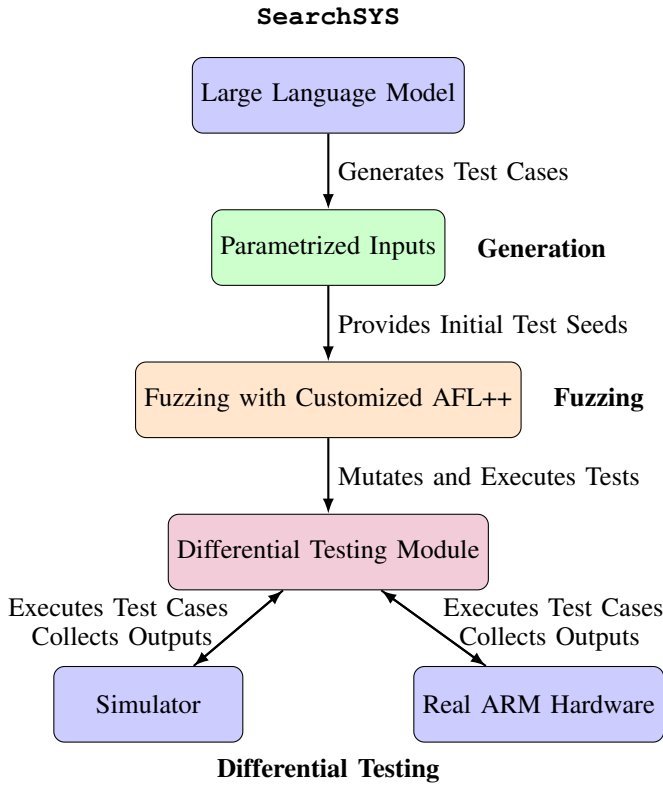 SearchSYS
Large Language Model
Generates Test Cases
Parametrized Inputs
Generation
Provides Initial Test Seeds
Fuzzing with Customized AFL++
Fuzzing
Mutates and Executes Tests
Differential Testing Module
Executes Test Cases
Collects Outputs
Executes Test Cases
Collects Outputs
Simulator
Real ARM Hardware
Differential Testing